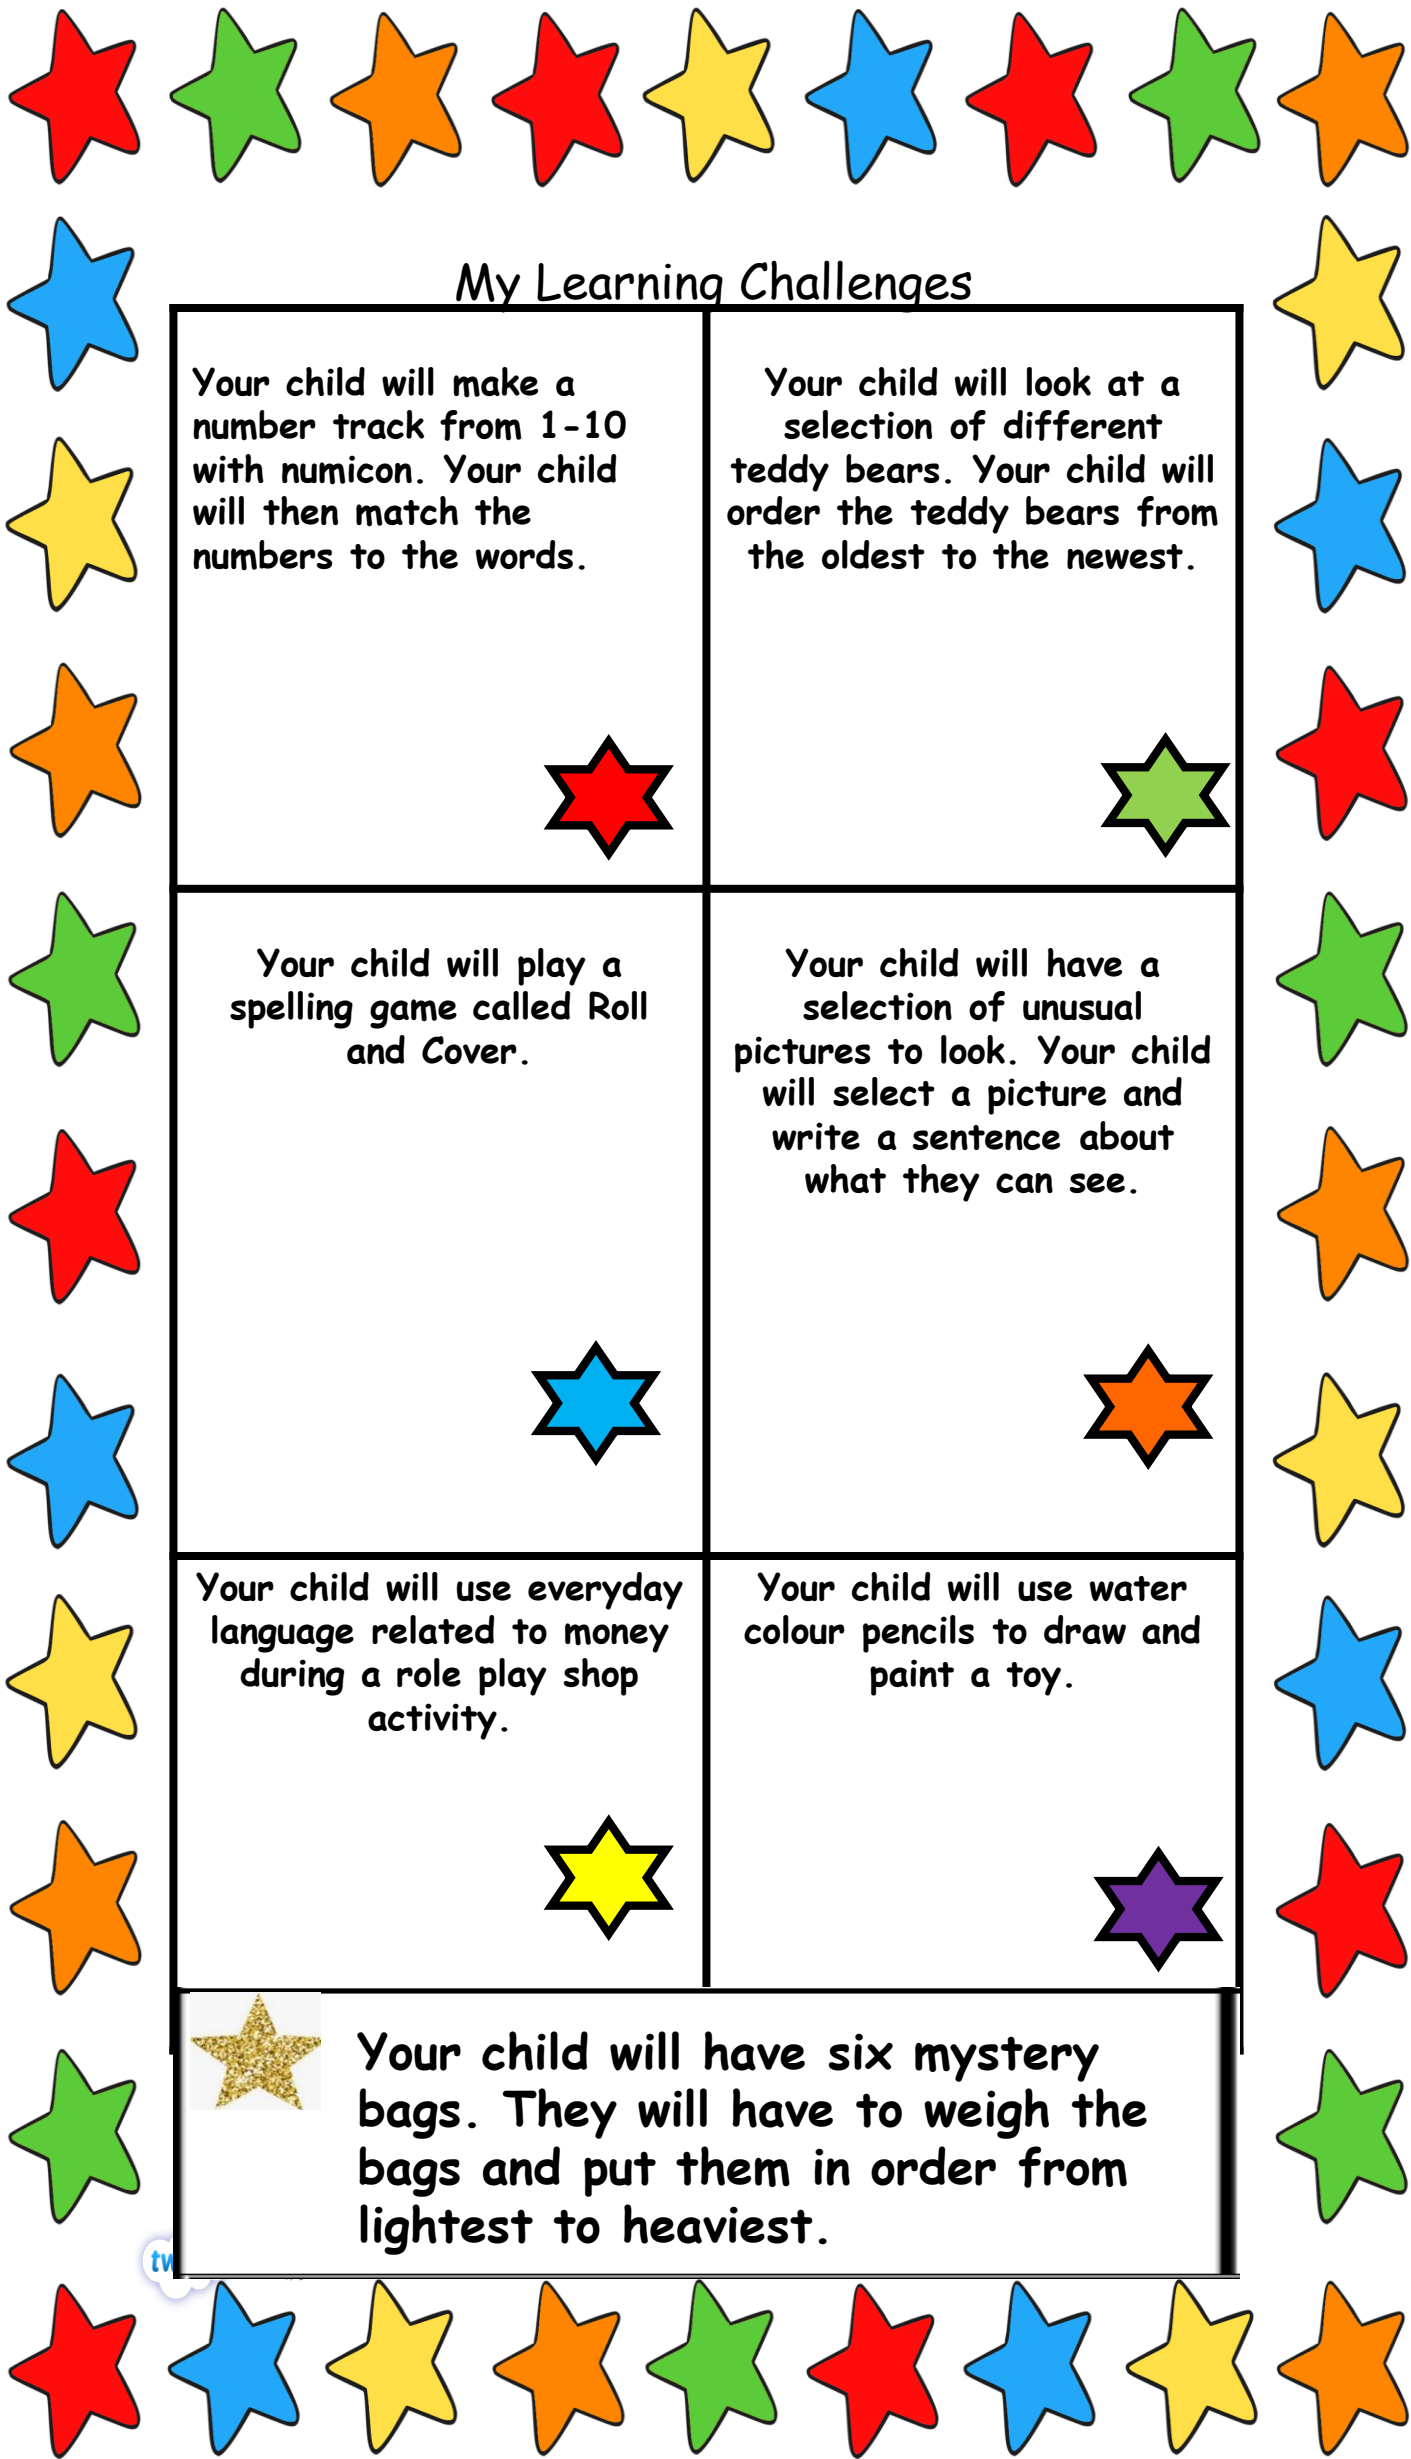 My Learning Challenges
Your child will make a
number track from 1-10
with numicon. Your child
will then match the
numbers to the words.
Your child will look at a
selection of different
teddy bears. Your child will
order the teddy bears from
the oldest to the newest.
Your child will play a
spelling game called Roll
and Cover.
Your child will have a
selection of unusual
pictures to look. Your child
will select a picture and
write a sentence about
what they can see.
Your child will use everyday
language related to money
during a role play shop
activity.
Your child will use water
colour pencils to draw and
paint a toy.
Your child will have six mystery
bags. They will have to weigh the
bags and put them in order from
lightest to heaviest.